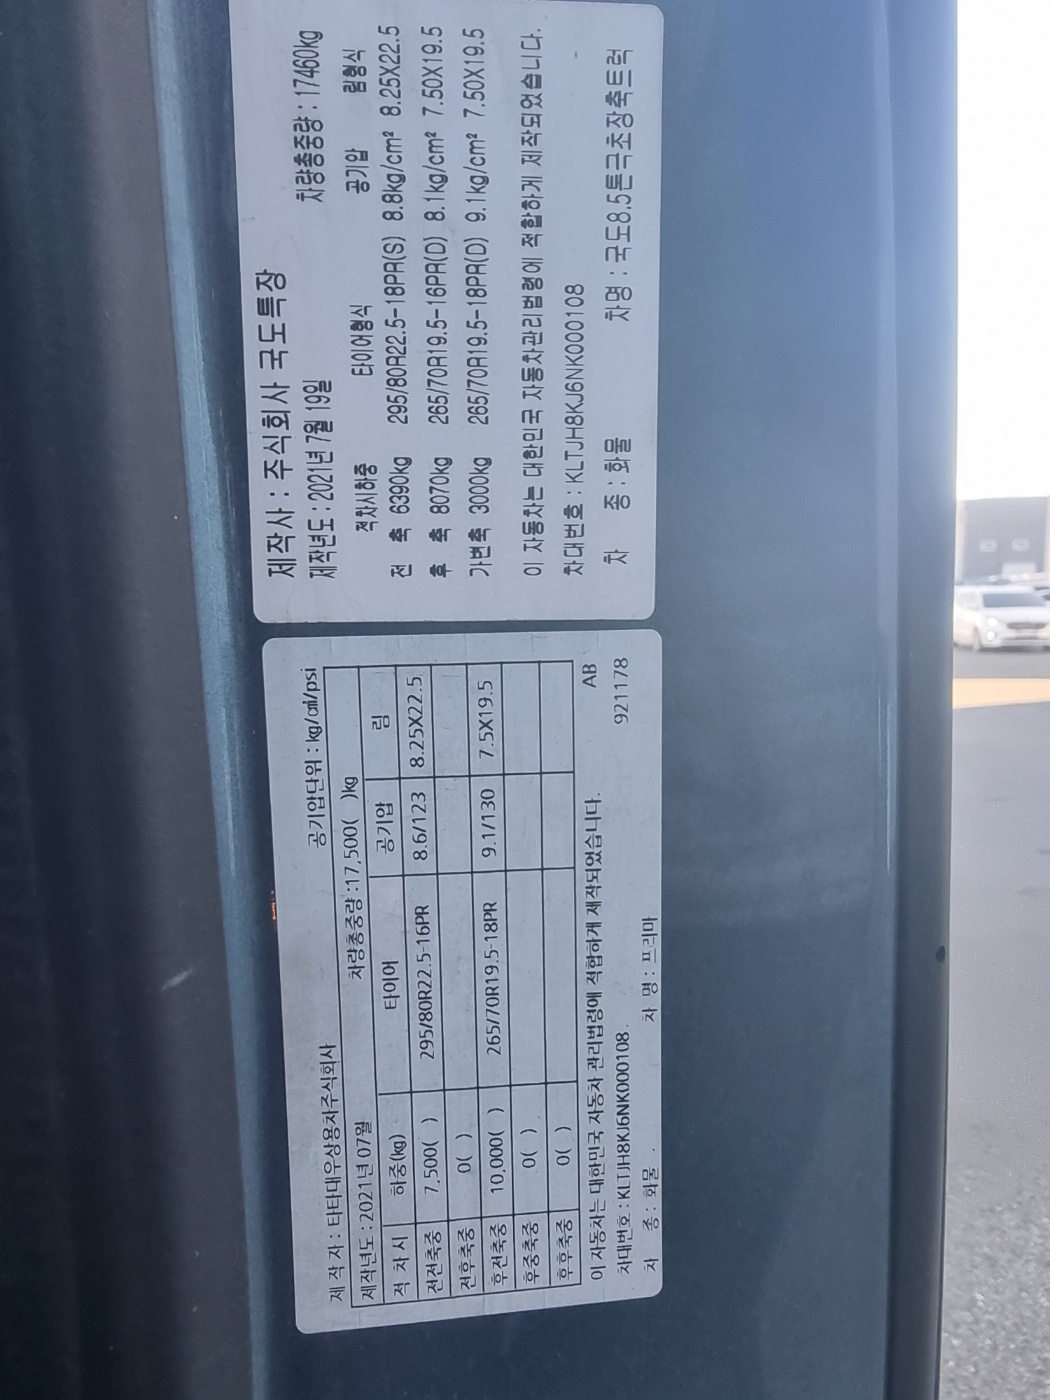 제 작 자 : 타타대우상용차주식회사
공기압단위 : kg/㎠/psi
제작년도 : 2021년 07월 차량총중량 :17,500( )kg
적 차 시 하중(kg) 타이어 공기압 림
전전축중 7,500( ) 295/80R22.5-16PR 8.6/123 8.25X22.5
전후축중 0( )
후전축중 10,000( ) 265/70R19.5-18PR 9.1/130 7.5X19.5
후중축중 0( )
후후축중 0( )
이 자동차는 대한민국 자동차 관리법령에 적합하게 제작되었습니다. AB
차대번호 : KLTJH8KJ6NK000108. 921178
차 종 : 화물 차 명 : 프리마
제작사 : 주식회사 국도특장
제작년도 : 2021년 7월 19일 차량총중량 : 17460kg
적차시하중 타이어형식 공기압 림형식
전 축 6390kg 295/80R22.5-18PR(S) 8.8kg/cm² 8.25X22.5
후 축 8070kg 265/70R19.5-16PR(D) 8.1kg/cm² 7.50X19.5
가변축 3000kg 265/70R19.5-18PR(D) 9.1kg/cm² 7.50X19.5
이 자동차는 대한민국 자동차관리법령에 적합하게 제작되었습니다.
차대번호 : KLTJH8KJ6NK000108
차 종 : 화물 차명 : 국도8.5톤극초장축트럭